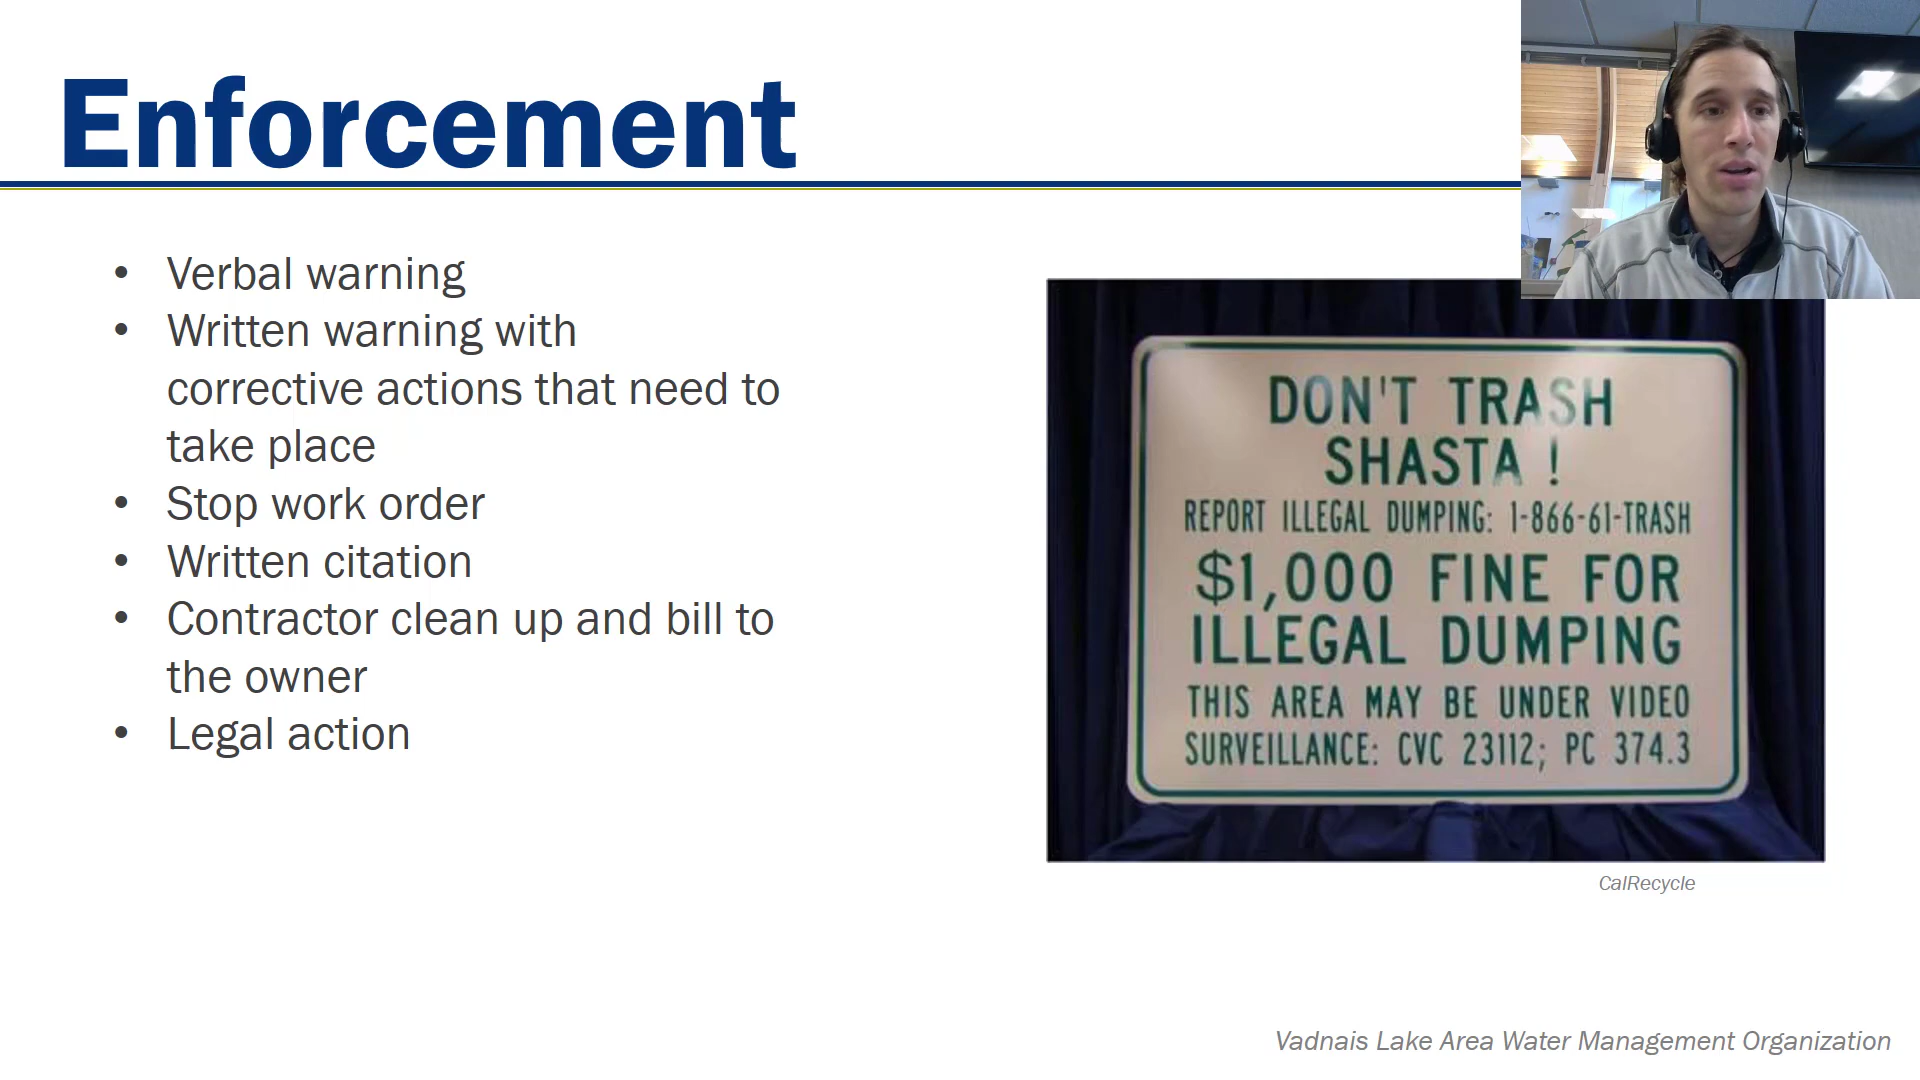 Enforcement
• Verbal warning
• Written warning with
corrective actions that need to
take place
• Stop work order
• Written citation
• Contractor clean up and bill to
the owner
• Legal action
DON'T TRASH
SHASTA !
REPORT ILLEGAL DUMPING: 1-866-61-TRASH
$1,000 FINE FOR
ILLEGAL DUMPING
THIS AREA MAY BE UNDER VIDEO
SURVEILLANCE: CVC 23112; PC 374.3
CalRecycle
Vadnais Lake Area Water Management Organization